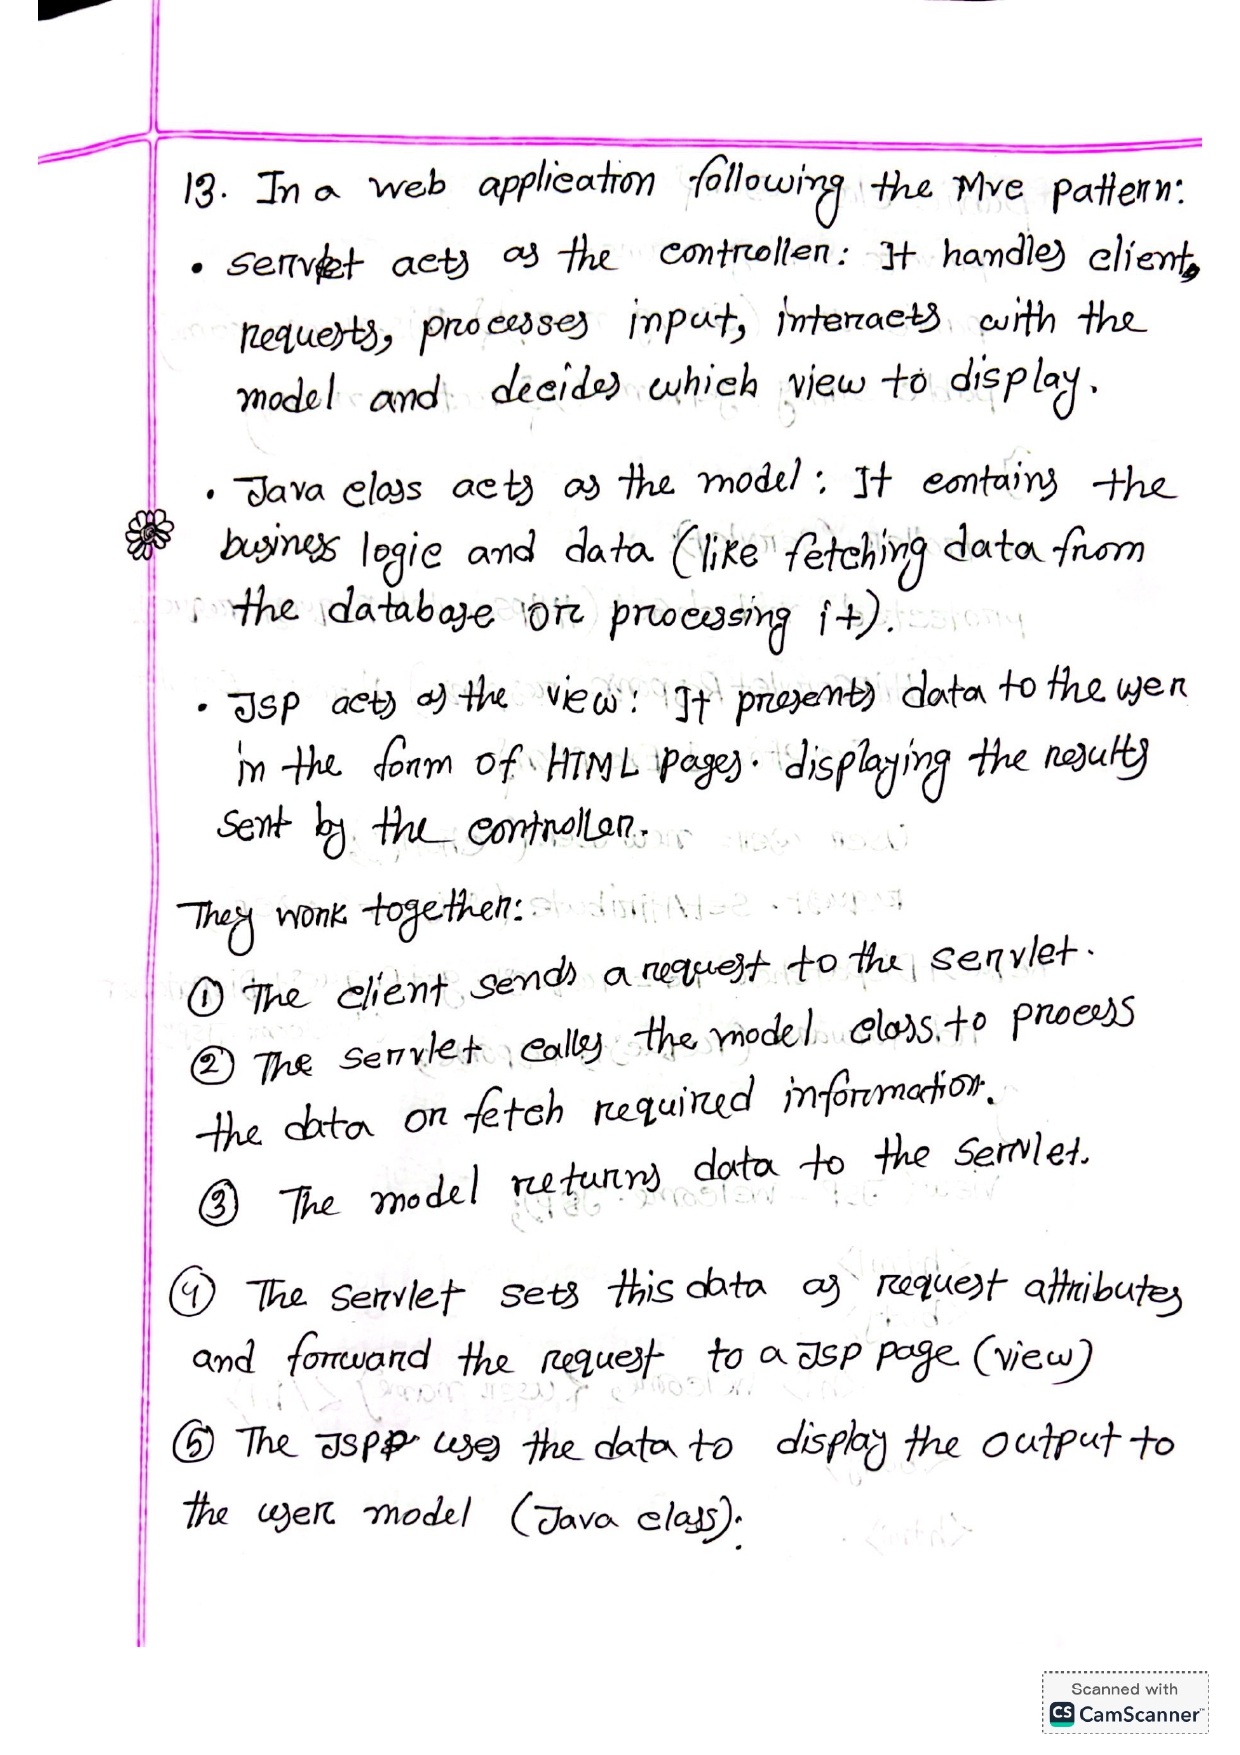 13. In a web application following the MVC pattern:
• Servlet acts as the controller: It handles client,
requests, processes input, interacts with the
model and decides which view to display.
• Java class acts as the model: It contains the
business logic and data (like fetching data from
the database or processing it).
• JSP acts as the view: It presents data to the user
in the form of HTML pages. displaying the results
sent by the controller.
They work together:
① The client sends a request to the servlet.
② The servlet calls the model class to process
the data or fetch required information.
③ The model returns data to the servlet.
④ The servlet sets this data as request attributes
and forward the request to a JSP page (view)
⑤ The JSP uses the data to display the output to
the user model (Java class):
Scanned with
CS CamScanner